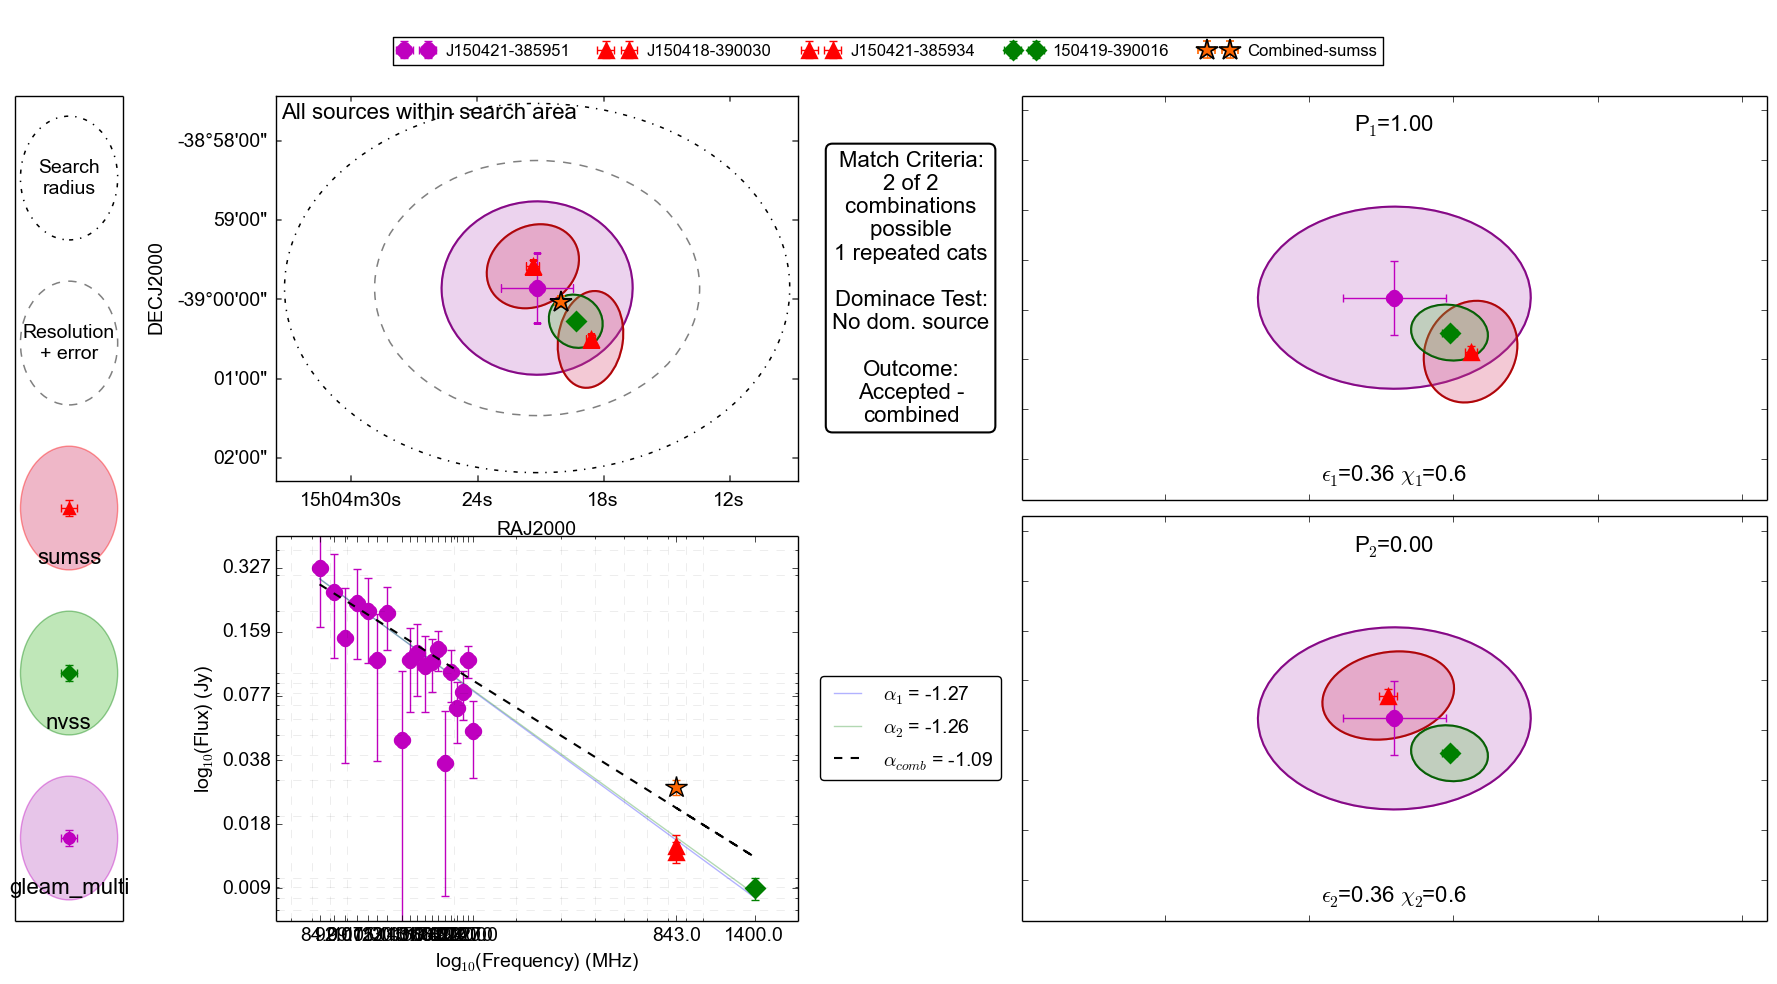 J150421-385951
J150418-390030
J150421-385934
150419-390016
Combined-sumss
Search
radius
Resolution
+ error
sumss
nvss
gleam_multi
All sources within search area
DECJ2000
-38°58'00"
59'00"
-39°00'00"
01'00"
02'00"
15h04m30s
24s
18s
12s
RAJ2000
Match Criteria:
2 of 2
combinations
possible
1 repeated cats
Dominace Test:
No dom. source
Outcome:
Accepted -
combined
P₁=1.00
ϵ₁=0.36 χ₁=0.6
P₂=0.00
ϵ₂=0.36 χ₂=0.6
log₁₀(Flux) (Jy)
0.327
0.159
0.077
0.038
0.018
0.009
843.0
1400.0
log₁₀(Frequency) (MHz)
α₁ = -1.27
α₂ = -1.26
α_comb = -1.09